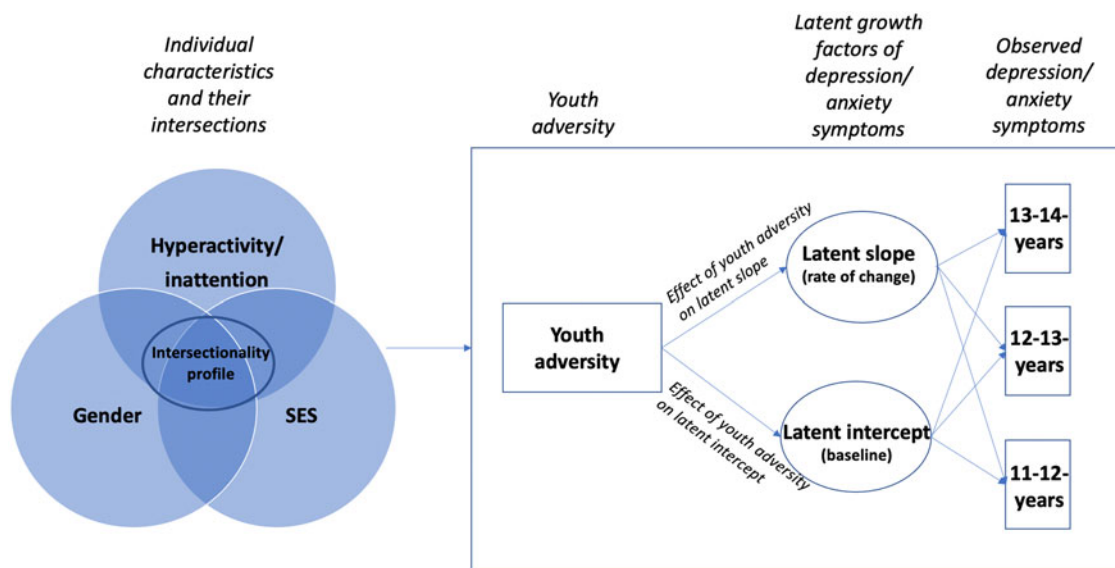 Individual
characteristics
and their
intersections
Youth
adversity
Latent growth
factors of
depression/
anxiety
symptoms
Observed
depression/
anxiety
symptoms
Hyperactivity/
inattention
Intersectionality
profile
Gender
SES
Youth
adversity
Effect of youth adversity
on latent slope
Effect of youth adversity
on latent intercept
Latent slope
(rate of change)
Latent intercept
(baseline)
13-14-
years
12-13-
years
11-12-
years